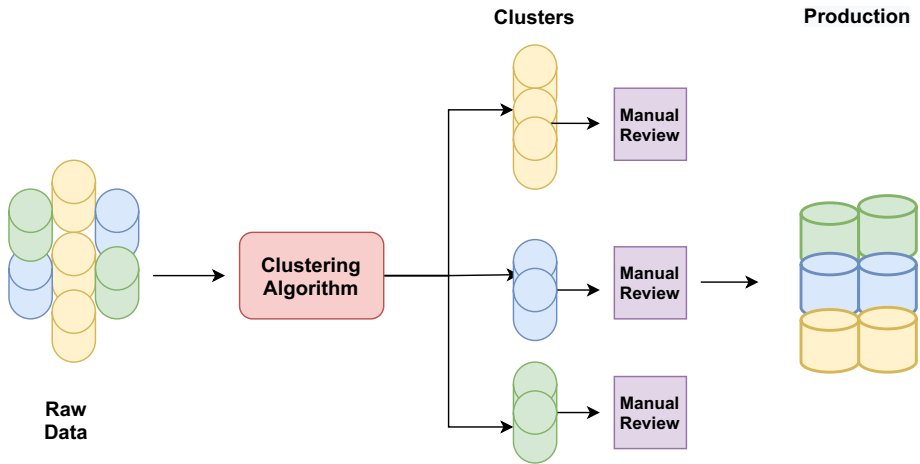 Clusters
Production
Manual
Review
Clustering
Algorithm
Manual
Review
Manual
Review
Raw
Data